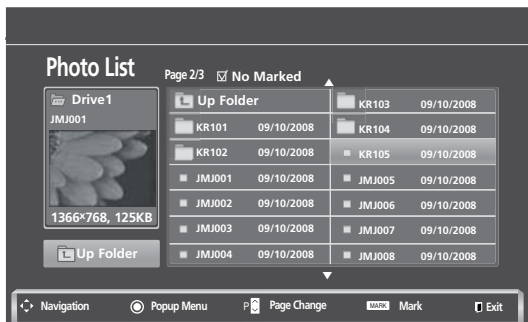 Photo List
Page 2/3 ☑ No Marked
Drive1
JMJ001
1366×768, 125KB
Up Folder
Up Folder
KR101 09/10/2008
KR102 09/10/2008
JMJ001 09/10/2008
JMJ002 09/10/2008
JMJ003 09/10/2008
JMJ004 09/10/2008
KR103 09/10/2008
KR104 09/10/2008
KR105 09/10/2008
JMJ005 09/10/2008
JMJ006 09/10/2008
JMJ007 09/10/2008
JMJ008 09/10/2008
Navigation Popup Menu P Page Change MARK Mark Exit